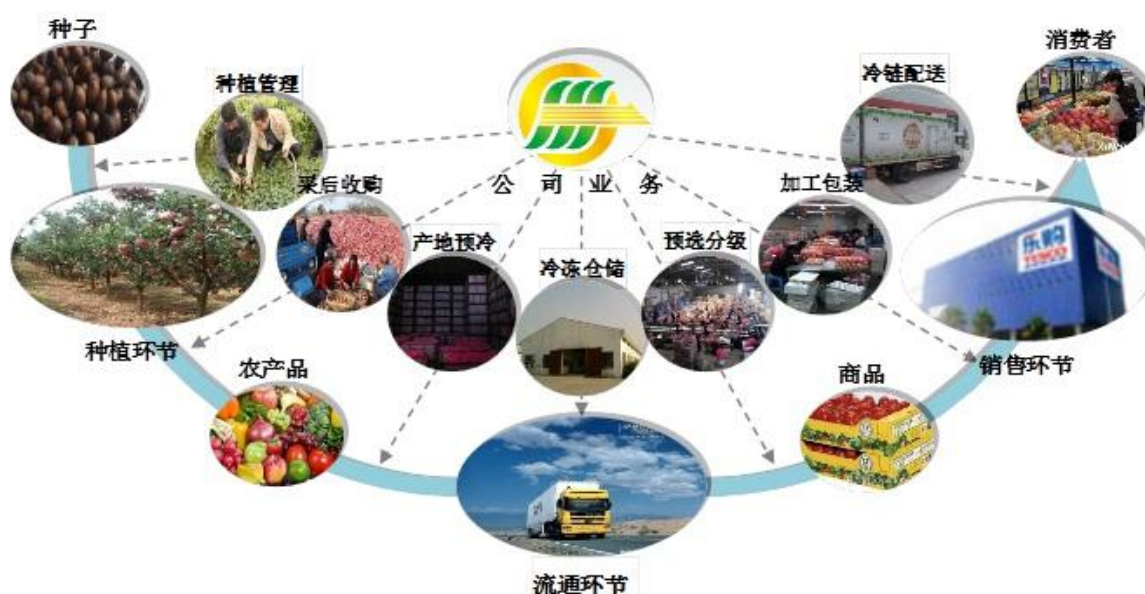 种子
消费者
种植管理
冷链配送
采后收购
公司业务
加工包装
产地预冷
冷冻仓储
预选分级
乐购
TESCO
种植环节
农产品
商品
销售环节
流通环节